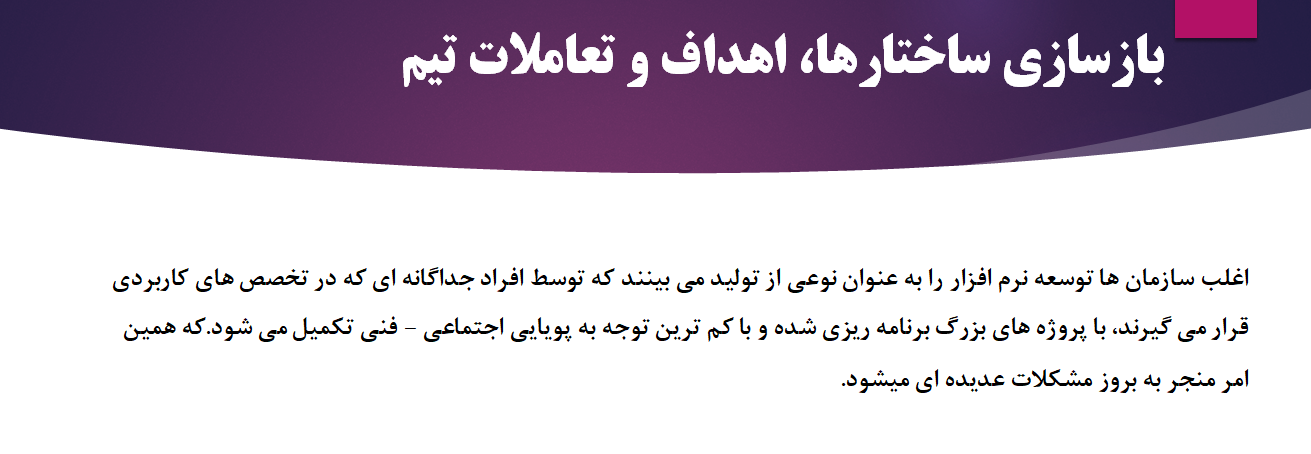 بازسازی ساختارها، اهداف و تعاملات تیم
اغلب سازمان ها توسعه نرم افزار را به عنوان نوعی از تولید می بینند که توسط افراد جداگانه ای که در تخصص های کاربردی
قرار می گیرند، با پروژه های بزرگ برنامه ریزی شده و با کم ترین توجه به پویایی اجتماعی – فنی تکمیل می شود.که همین
امر منجر به بروز مشکلات عدیده ای میشود.